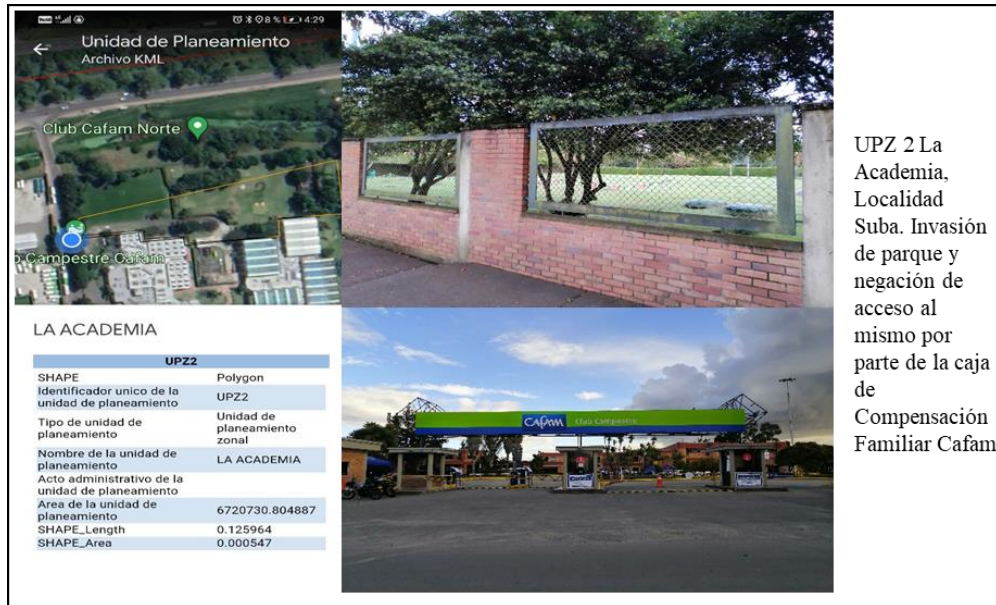 8 % 4:29
Unidad de Planeamiento
Archivo KML
Club Cafam Norte
Campestre Cafam
LA ACADEMIA
UPZ2
SHAPE Polygon
Identificador unico de la
unidad de planeamiento UPZ2
Tipo de unidad de
planeamiento Unidad de
planeamiento
zonal
Nombre de la unidad de
planeamiento LA ACADEMIA
Acto administrativo de la
unidad de planeamiento
Area de la unidad de
planeamiento 6720730.804887
SHAPE_Length 0.125964
SHAPE_Area 0.000547
Cafam Club Campestre
UPZ 2 La
Academia,
Localidad
Suba. Invasión
de parque y
negación de
acceso al
mismo por
parte de la caja
de
Compensación
Familiar Cafam